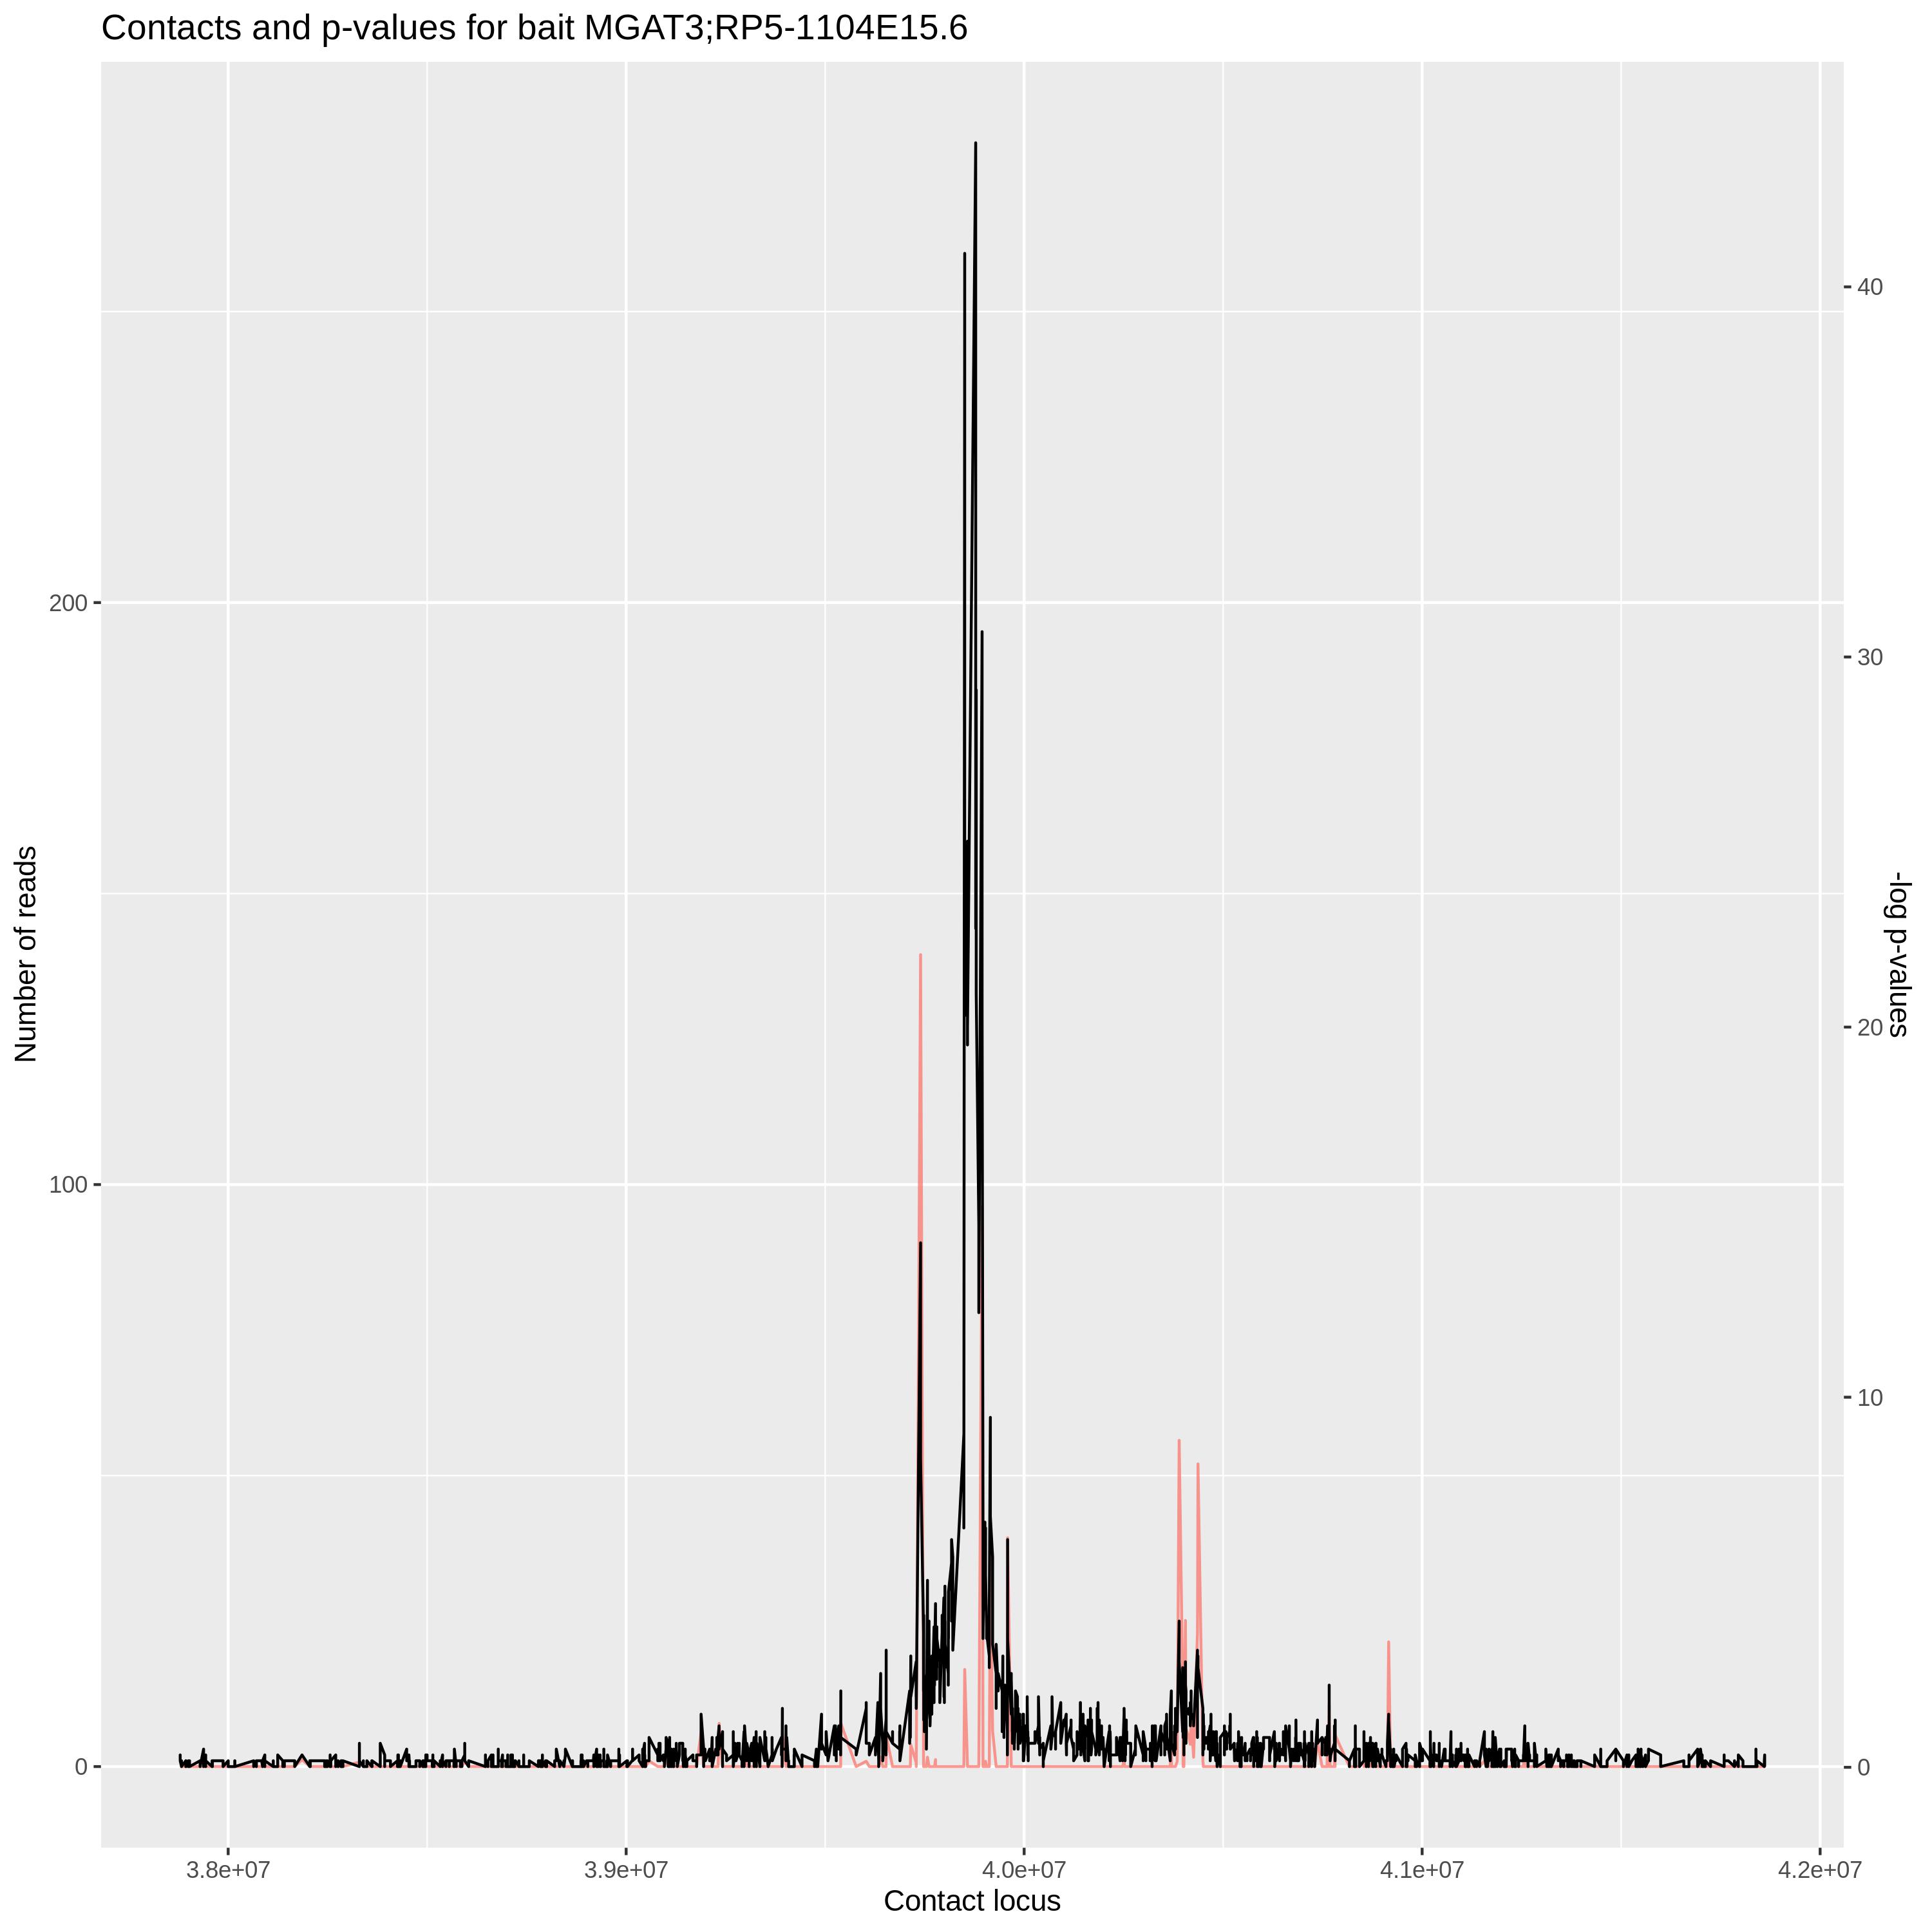 Contacts and p-values for bait MGAT3;RP5-1104E15.6
Number of reads
200
100
0
40
30
20
10
0
-log p-values
3.8e+07 3.9e+07 4.0e+07 4.1e+07 4.2e+07
Contact locus